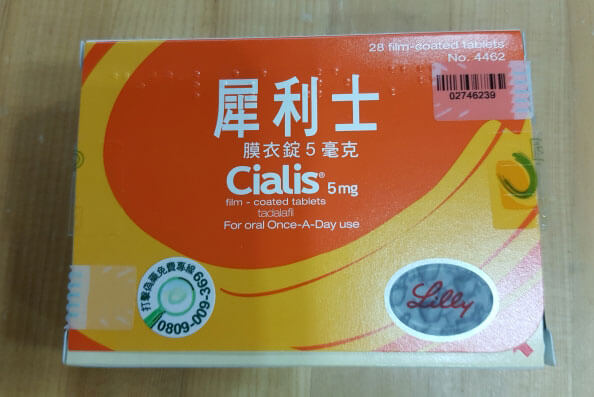 28 film-coated tablets
No. 4462
02746239
犀利士
膜衣錠 5 毫克
Cialis® 5 mg
film - coated tablets
tadalafil
For oral Once-A-Day use
打擊偽藥免費專線
0809-009-369
Lilly